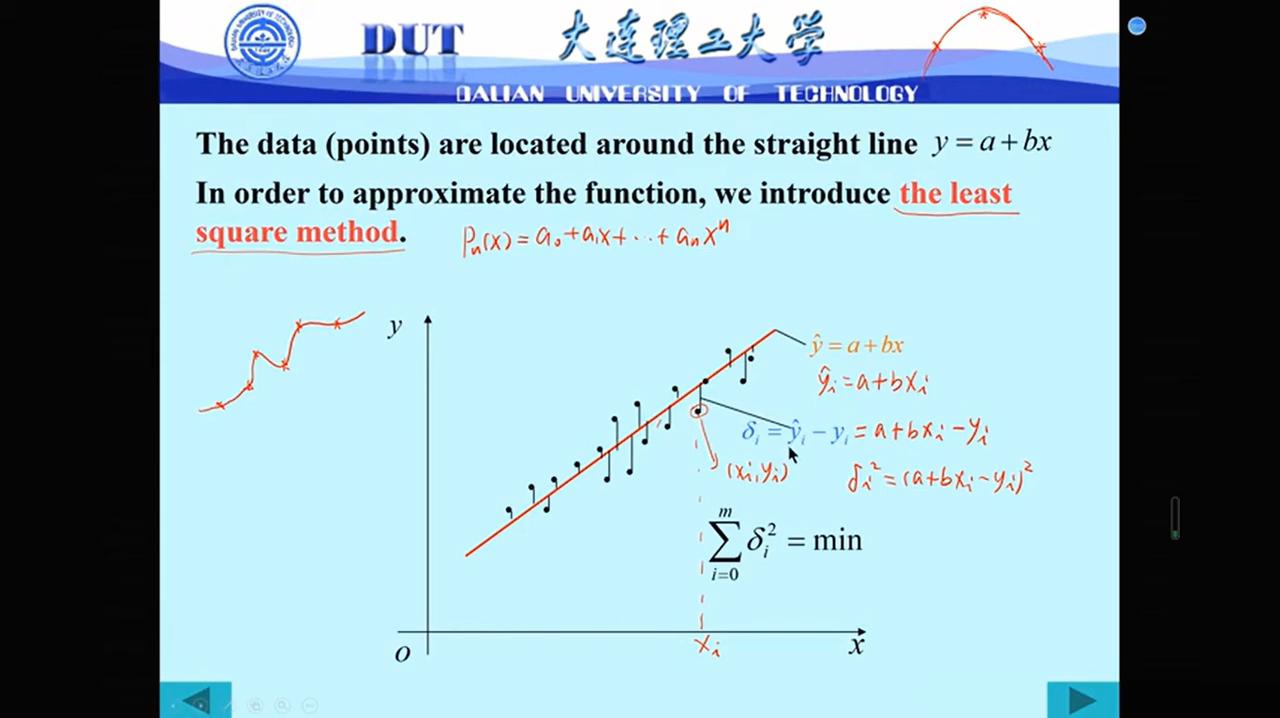 DUT 大连理工大学
DALIAN UNIVERSITY OF TECHNOLOGY
The data (points) are located around the straight line y = a + bx
In order to approximate the function, we introduce the least
square method.
Pₙ(x) = a₀ + a₁x + ··· + aₙxⁿ
y
ŷ = a + bx
ŷᵢ = a + bxᵢ
δᵢ = ŷᵢ − yᵢ = a + bxᵢ − yᵢ
(xᵢ, yᵢ)
δᵢ² = (a + bxᵢ − yᵢ)²
m
∑ δᵢ² = min
i=0
xᵢ
o
x